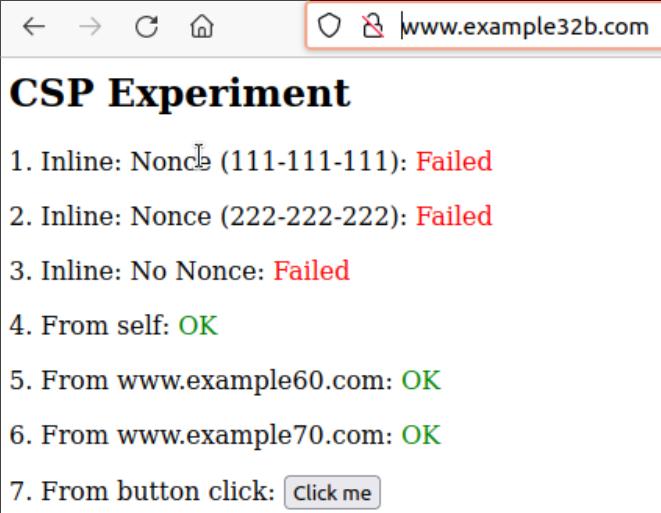 www.example32b.com
CSP Experiment
1. Inline: Nonce (111-111-111): Failed
2. Inline: Nonce (222-222-222): Failed
3. Inline: No Nonce: Failed
4. From self: OK
5. From www.example60.com: OK
6. From www.example70.com: OK
7. From button click: Click me